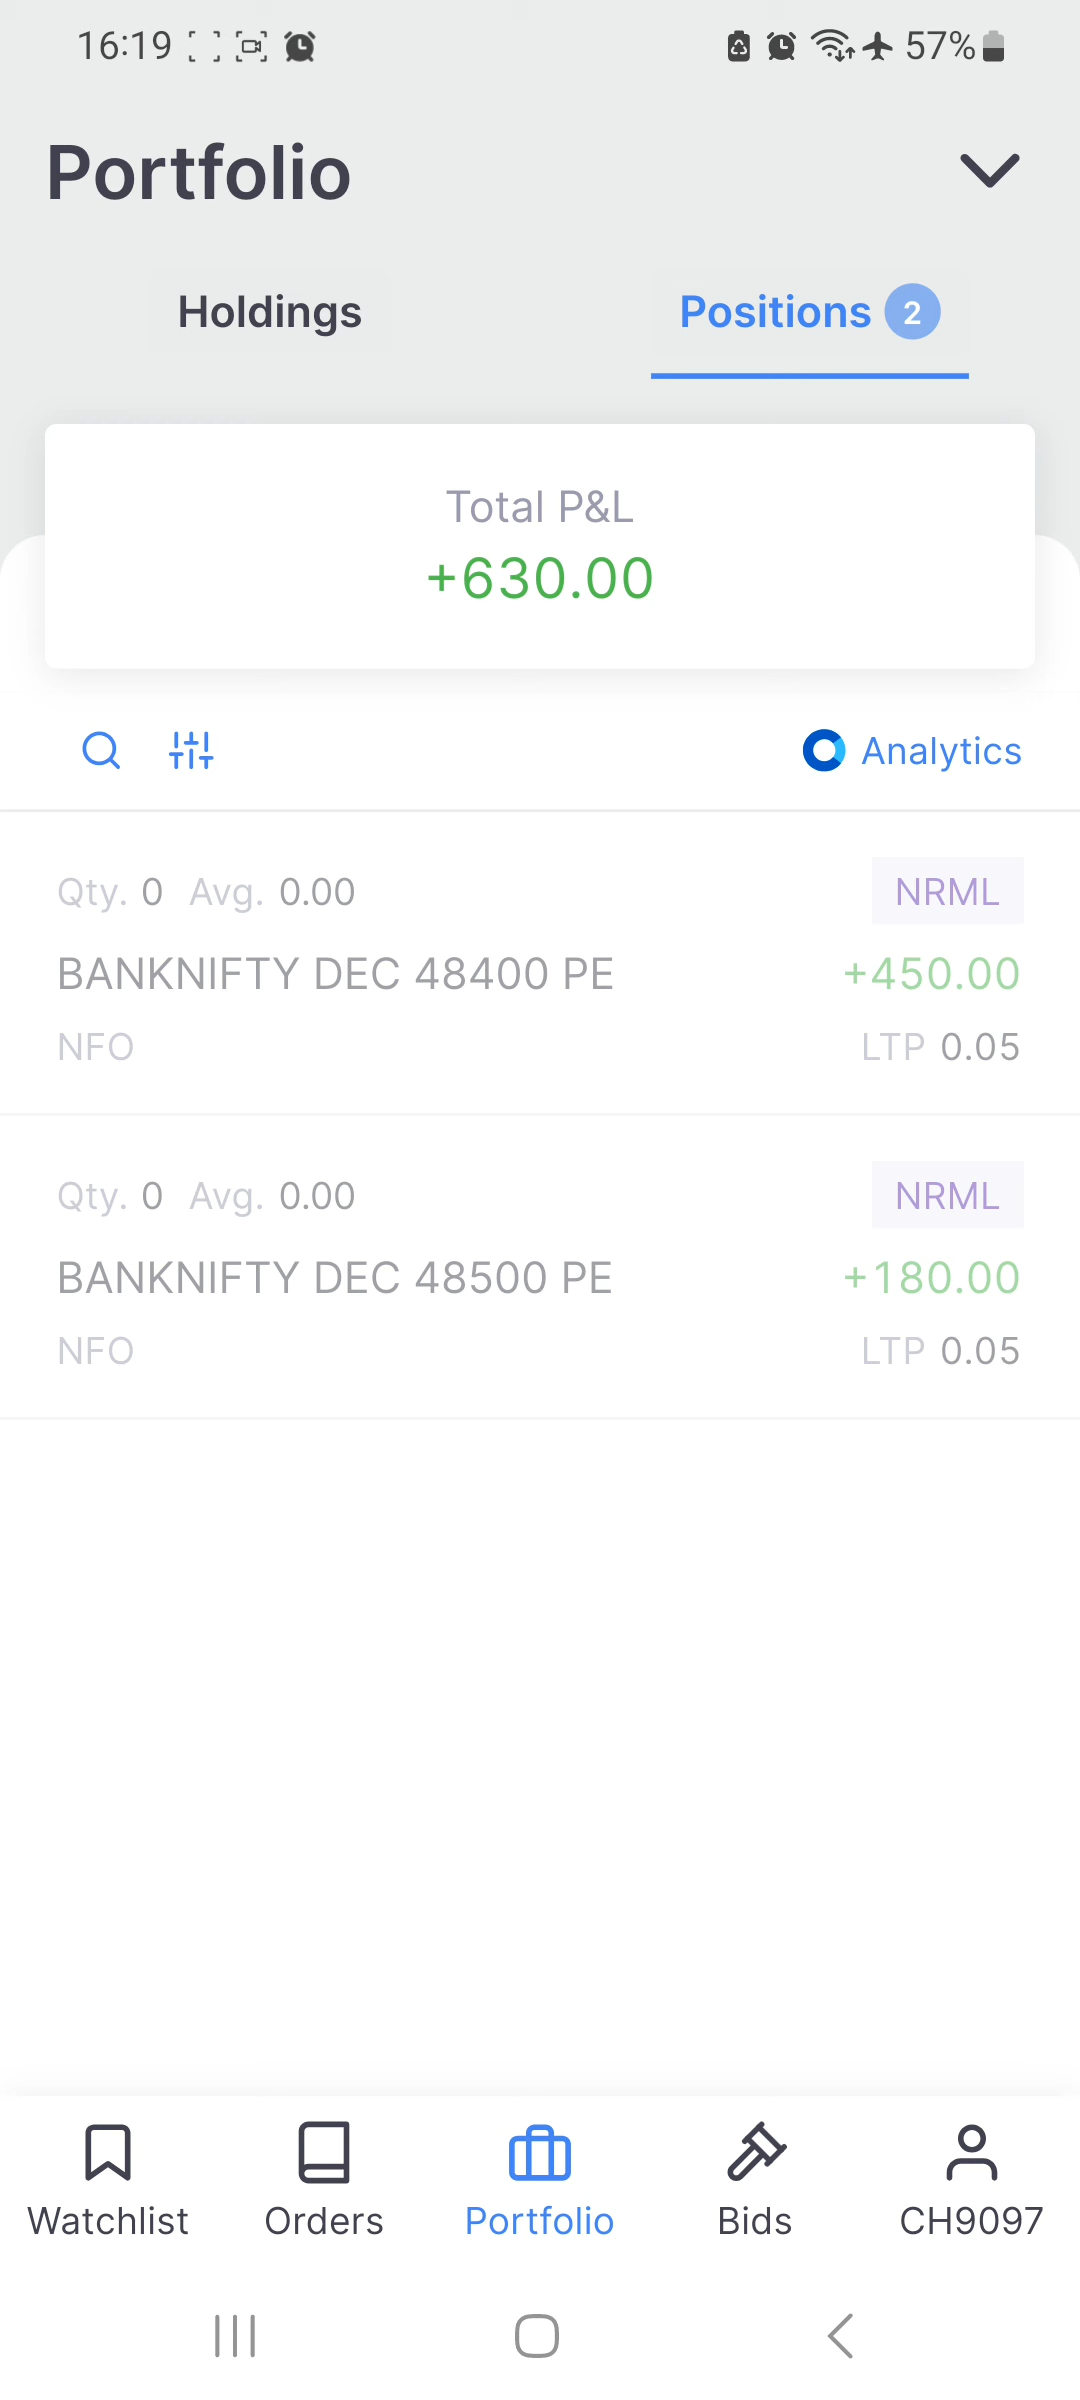 16:19 57%
Portfolio
Holdings Positions 2
Total P&L
+630.00
Analytics
Qty. 0 Avg. 0.00 NRML
BANKNIFTY DEC 48400 PE +450.00
NFO LTP 0.05
Qty. 0 Avg. 0.00 NRML
BANKNIFTY DEC 48500 PE +180.00
NFO LTP 0.05
Watchlist Orders Portfolio Bids CH9097